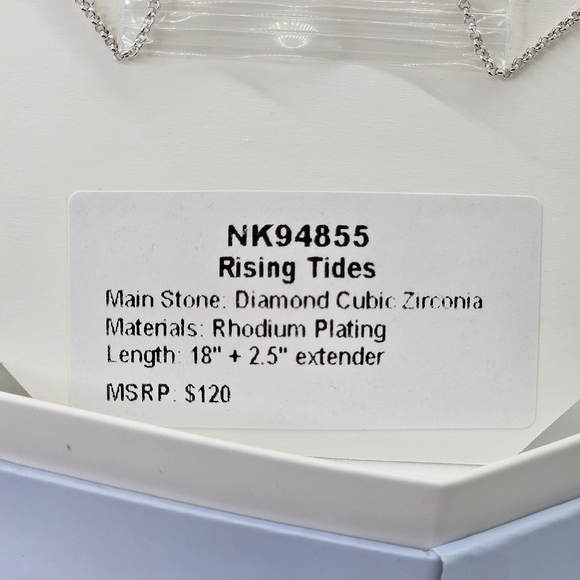 NK94855
Rising Tides
Main Stone: Diamond Cubic Zirconia
Materials: Rhodium Plating
Length: 18" + 2.5" extender
MSRP: $120